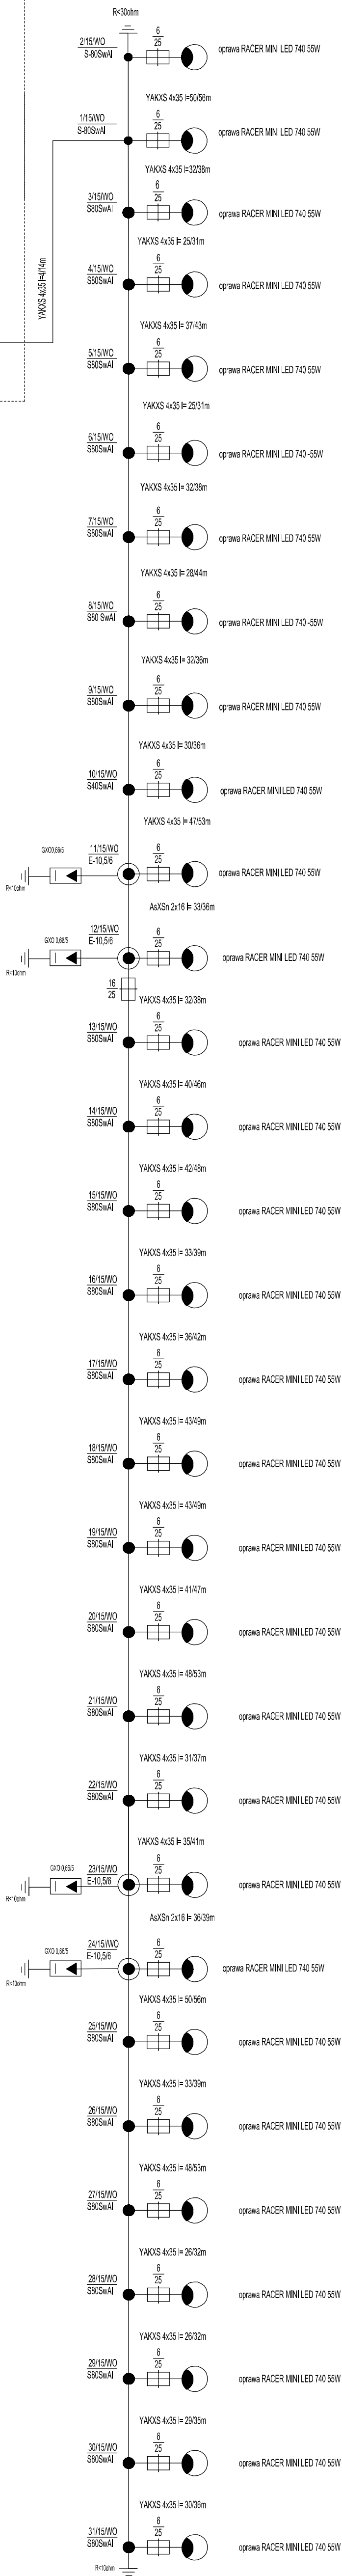 R<30ohm
2/15/WO
S-80SwAl
6
25
oprawa RACER MINI LED 740 55W
YAKXS 4x35 l=50/56m
1/15/WO
S-80SwAl
6
25
oprawa RACER MINI LED 740 55W
YAKXS 4x35 l=4/14m
YAKXS 4x35 l=32/38m
3/15/WO
S80SwAl
6
25
oprawa RACER MINI LED 740 55W
YAKXS 4x35 l= 25/31m
4/15/WO
S80SwAl
6
25
oprawa RACER MINI LED 740 55W
YAKXS 4x35 l= 37/43m
5/15/WO
S80SwAl
6
25
oprawa RACER MINI LED 740 55W
YAKXS 4x35 l= 25/31m
6/15/WO
S80SwAl
6
25
oprawa RACER MINI LED 740 -55W
YAKXS 4x35 l= 32/38m
7/15/WO
S80SwAl
6
25
oprawa RACER MINI LED 740 55W
YAKXS 4x35 l= 28/44m
8/15/WO
S80 SwAl
6
25
oprawa RACER MINI LED 740 -55W
YAKXS 4x35 l= 32/36m
9/15/WO
S80SwAl
6
25
oprawa RACER MINI LED 740 55W
YAKXS 4x35 l= 30/36m
10/15/WO
S40SwAl
6
25
oprawa RACER MINI LED 740 55W
YAKXS 4x35 l= 47/53m
11/15/WO
E-10,5/6
GXO0,66/5
R<10ohm
6
25
oprawa RACER MINI LED 740 55W
AsXSn 2x16 l= 33/36m
12/15/WO
E-10,5/6
GXO 0,66/5
R<10ohm
6
25
oprawa RACER MINI LED 740 55W
16
25
YAKXS 4x35 l= 32/38m
13/15/WO
S80SwAl
6
25
oprawa RACER MINI LED 740 55W
YAKXS 4x35 l= 40/46m
14/15/WO
S80SwAl
6
25
oprawa RACER MINI LED 740 55W
YAKXS 4x35 l= 42/48m
15/15/WO
S80SwAl
6
25
oprawa RACER MINI LED 740 55W
YAKXS 4x35 l= 33/39m
16/15/WO
S80SwAl
6
25
oprawa RACER MINI LED 740 55W
YAKXS 4x35 l= 36/42m
17/15/WO
S80SwAl
6
25
oprawa RACER MINI LED 740 55W
YAKXS 4x35 l= 43/49m
18/15/WO
S80SwAl
6
25
oprawa RACER MINI LED 740 55W
YAKXS 4x35 l= 43/49m
19/15/WO
S80SwAl
6
25
oprawa RACER MINI LED 740 55W
YAKXS 4x35 l= 41/47m
20/15/WO
S80SwAl
6
25
oprawa RACER MINI LED 740 55W
YAKXS 4x35 l= 48/53m
21/15/WO
S80SwAl
6
25
oprawa RACER MINI LED 740 55W
YAKXS 4x35 l= 31/37m
22/15/WO
S80SwAl
6
25
oprawa RACER MINI LED 740 55W
YAKXS 4x35 l= 35/41m
23/15/WO
E-10,5/6
GXO 0,66/5
R<10ohm
6
25
oprawa RACER MINI LED 740 55W
AsXSn 2x16 l= 36/39m
24/15/WO
E-10,5/6
GXO 0,66/5
R<10ohm
6
25
oprawa RACER MINI LED 740 55W
YAKXS 4x35 l= 50/56m
25/15/WO
S80SwAl
6
25
oprawa RACER MINI LED 740 55W
YAKXS 4x35 l= 33/39m
26/15/WO
S80SwAl
6
25
oprawa RACER MINI LED 740 55W
YAKXS 4x35 l= 48/53m
27/15/WO
S80SwAl
6
25
oprawa RACER MINI LED 740 55W
YAKXS 4x35 l= 26/32m
28/15/WO
S80SwAl
6
25
oprawa RACER MINI LED 740 55W
YAKXS 4x35 l= 26/32m
29/15/WO
S80SwAl
6
25
oprawa RACER MINI LED 740 55W
YAKXS 4x35 l= 29/35m
30/15/WO
S80SwAl
6
25
oprawa RACER MINI LED 740 55W
YAKXS 4x35 l= 30/36m
31/15/WO
S80SwAl
6
25
oprawa RACER MINI LED 740 55W
R<10ohm